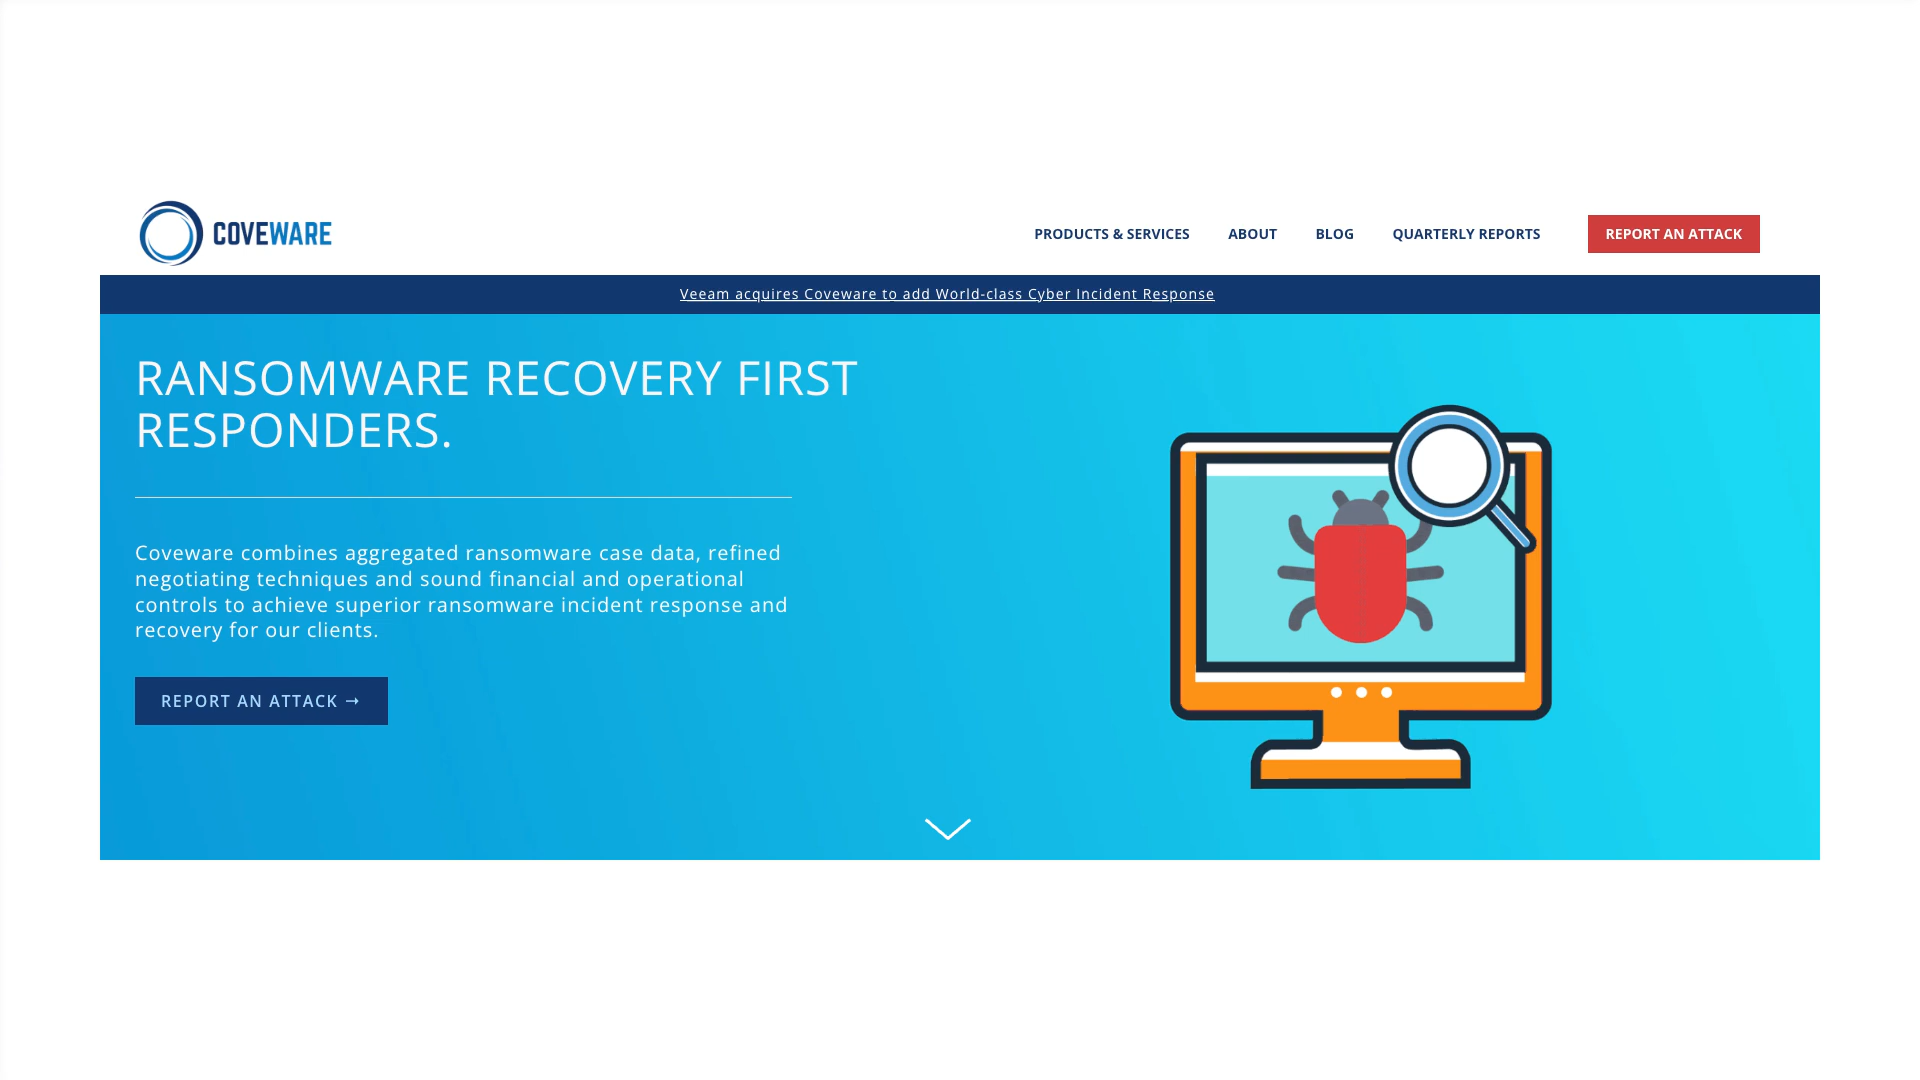 COVEWARE
PRODUCTS & SERVICES
ABOUT
BLOG
QUARTERLY REPORTS
REPORT AN ATTACK
Veeam acquires Coveware to add World-class Cyber Incident Response
RANSOMWARE RECOVERY FIRST
RESPONDERS.
Coveware combines aggregated ransomware case data, refined
negotiating techniques and sound financial and operational
controls to achieve superior ransomware incident response and
recovery for our clients.
REPORT AN ATTACK →